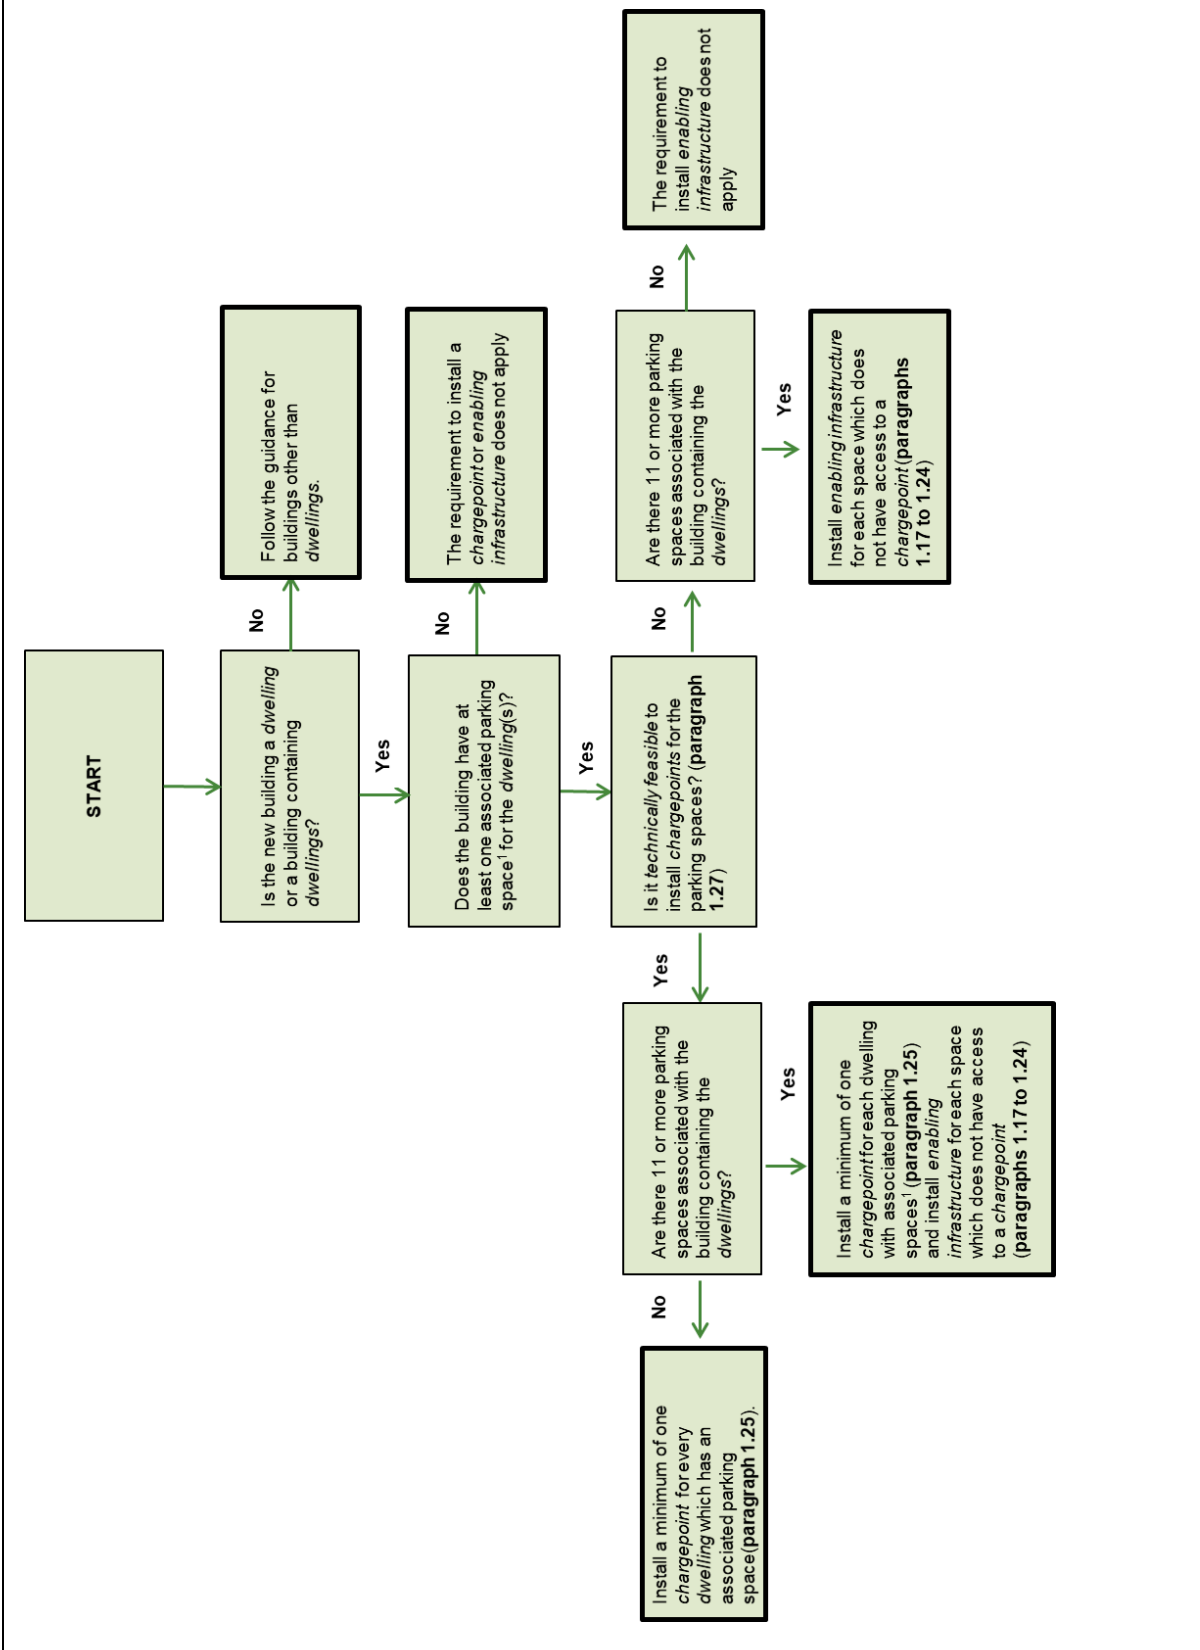 START
Is the new building a dwelling
or a building containing
dwellings?
No
Follow the guidance for
buildings other than
dwellings.
Yes
Does the building have at
least one associated parking
space¹ for the dwelling(s)?
No
The requirement to install a
chargepoint or enabling
infrastructure does not apply
Yes
Is it technically feasible to
install chargepoints for the
parking spaces? (paragraph
1.27)
Yes
Are there 11 or more parking
spaces associated with the
building containing the
dwellings?
No
Install a minimum of one
chargepoint for every
dwelling which has an
associated parking
space(paragraph 1.25).
Yes
Install a minimum of one
chargepoint for each dwelling
with associated parking
spaces¹ (paragraph 1.25)
and install enabling
infrastructure for each space
which does not have access
to a chargepoint
(paragraphs 1.17 to 1.24)
No
Are there 11 or more parking
spaces associated with the
building containing the
dwellings?
No
The requirement to
install enabling
infrastructure does not
apply
Yes
Install enabling infrastructure
for each space which does
not have access to a
chargepoint (paragraphs
1.17 to 1.24)